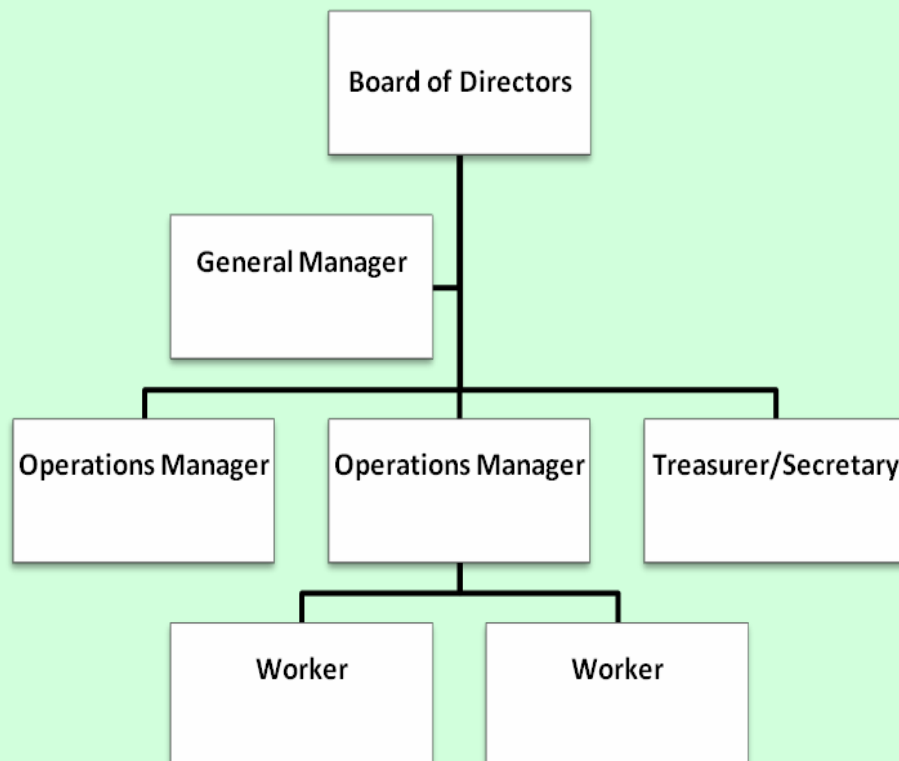 Board of Directors
General Manager
Operations Manager
Operations Manager
Treasurer/Secretary
Worker
Worker